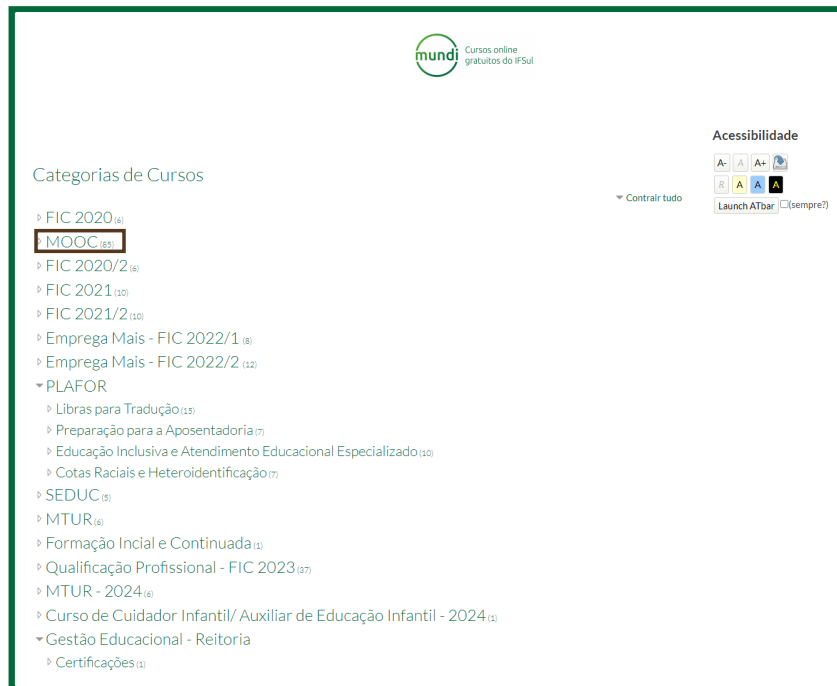 mundi
Cursos online
gratuitos do IFSul
Acessibilidade
A- A A+
R A A A
Launch ATbar (sempre?)
Categorias de Cursos
Contrair tudo
FIC 2020 (6)
MOOC (85)
FIC 2020/2 (6)
FIC 2021 (10)
FIC 2021/2 (10)
Emprega Mais - FIC 2022/1 (8)
Emprega Mais - FIC 2022/2 (12)
PLAFOR
Libras para Tradução (15)
Preparação para a Aposentadoria (7)
Educação Inclusiva e Atendimento Educacional Especializado (10)
Cotas Raciais e Heteroidentificação (7)
SEDUC (5)
MTUR (6)
Formação Incial e Continuada (1)
Qualificação Profissional - FIC 2023 (37)
MTUR - 2024 (6)
Curso de Cuidador Infantil/ Auxiliar de Educação Infantil - 2024 (1)
Gestão Educacional - Reitoria
Certificações (1)